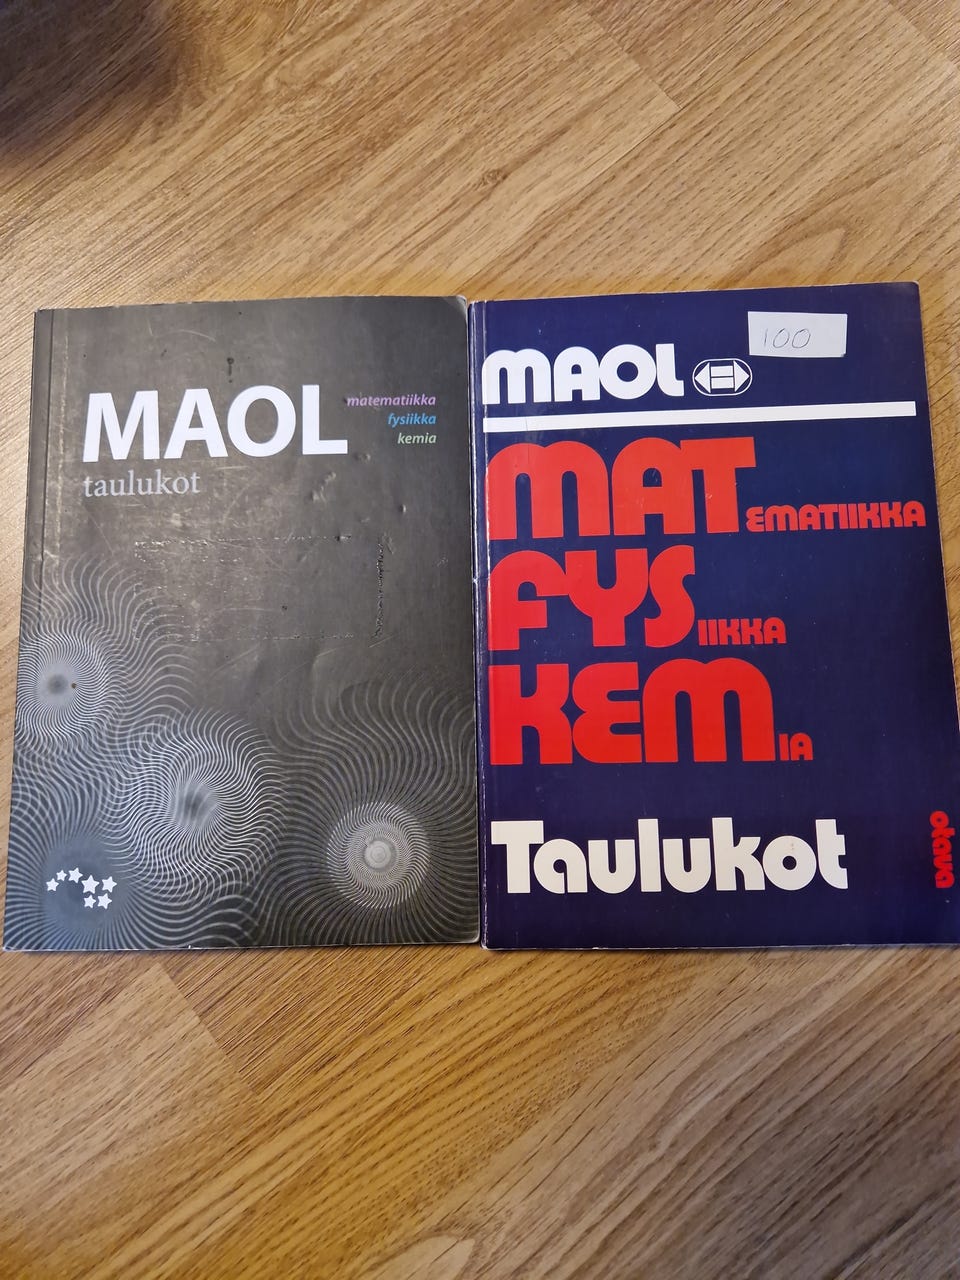 MAOL
matematiikka
fysiikka
kemia
taulukot
MAOL
100
MATEMATIIKKA
FYSIIKKA
KEMIA
Taulukot
otava